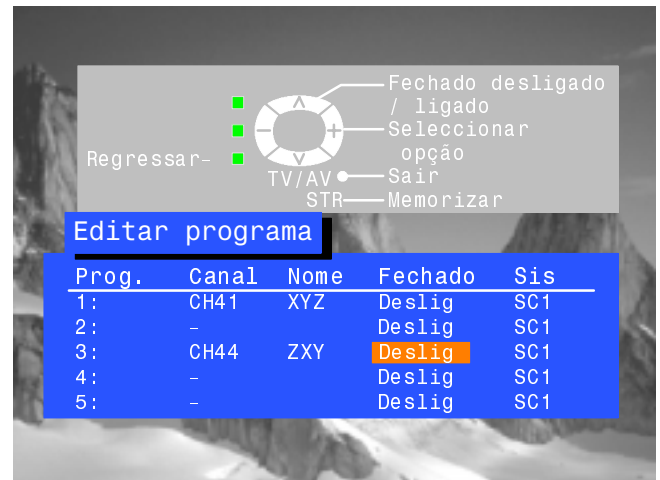 Fechado desligado
/ ligado
Seleccionar
opção
Regressar–
TV/AV Sair
STR Memorizar
Editar programa
Prog. Canal Nome Fechado Sis
1: CH41 XYZ Deslig SC1
2: – Deslig SC1
3: CH44 ZXY Deslig SC1
4: – Deslig SC1
5: – Deslig SC1